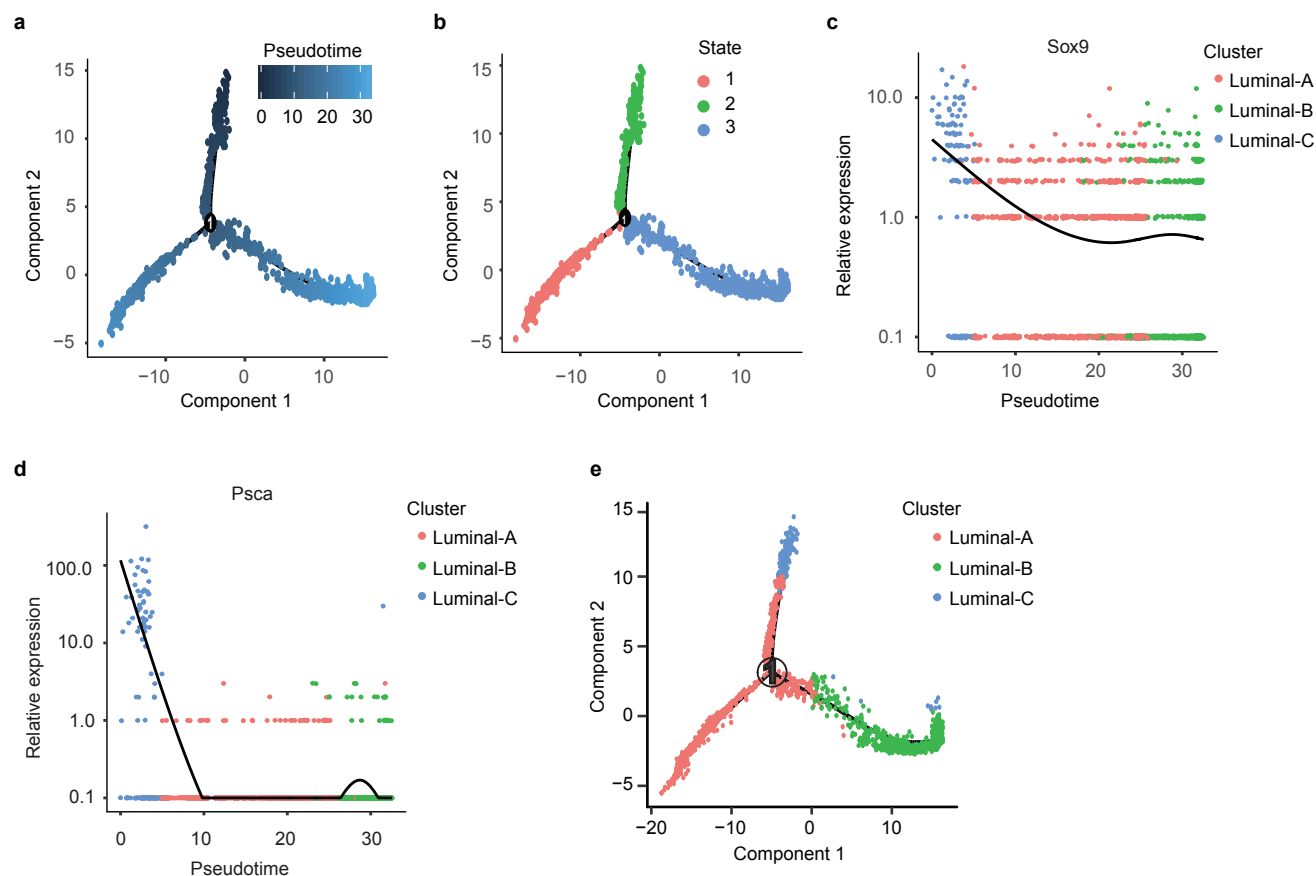 a
Pseudotime
0 10 20 30
15
10
5
0
−5
Component 2
−10 0 10
Component 1
1
b
State
1
2
3
15
10
5
0
−5
Component 2
−10 0 10
Component 1
1
c
Sox9
Cluster
Luminal-A
Luminal-B
Luminal-C
10.0
1.0
0.1
Relative expression
0 10 20 30
Pseudotime
d
Psca
Cluster
Luminal-A
Luminal-B
Luminal-C
100.0
10.0
1.0
0.1
Relative expression
0 10 20 30
Pseudotime
e
Cluster
Luminal-A
Luminal-B
Luminal-C
15
10
5
0
−5
Component 2
−20 −10 0 10
Component 1
1